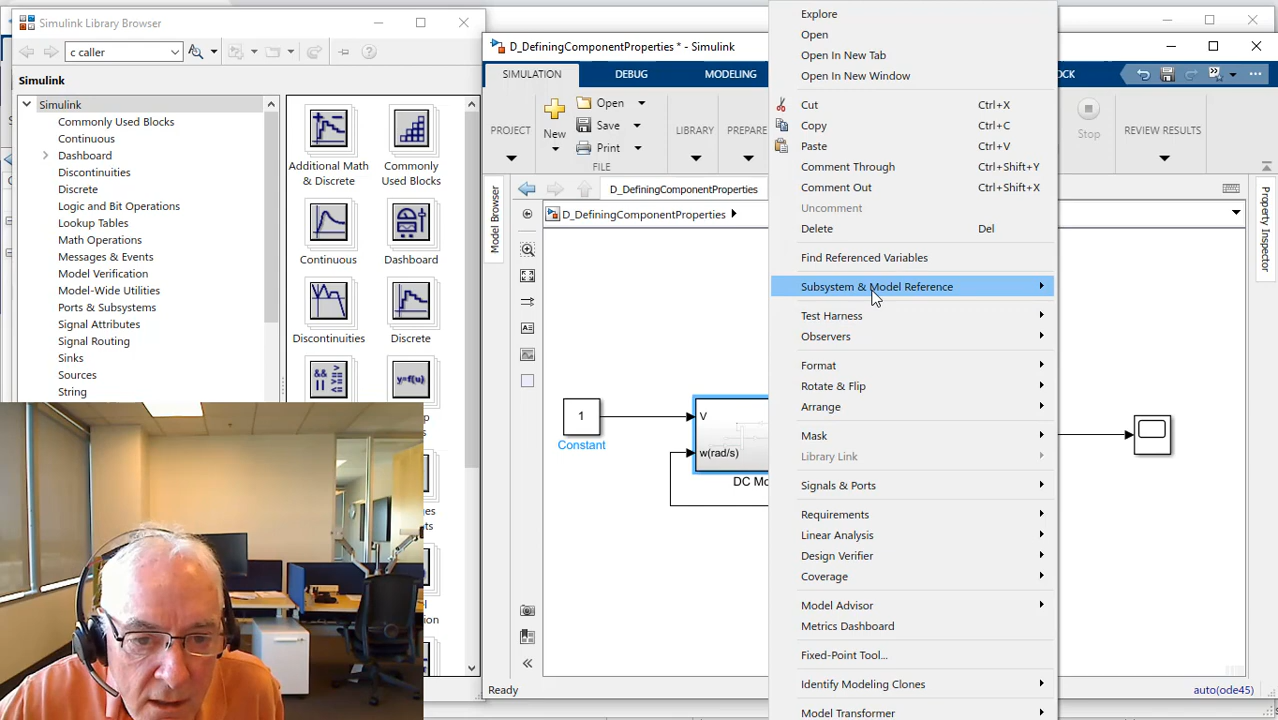 Simulink Library Browser
c caller
Simulink
Simulink
Commonly Used Blocks
Continuous
Dashboard
Discontinuities
Discrete
Logic and Bit Operations
Lookup Tables
Math Operations
Messages & Events
Model Verification
Model-Wide Utilities
Ports & Subsystems
Signal Attributes
Signal Routing
Sinks
Sources
String
Additional Math
& Discrete
Commonly
Used Blocks
Continuous
Dashboard
Discontinuities
Discrete
y=f(u)
D_DefiningComponentProperties * - Simulink
SIMULATION
DEBUG
MODELING
OCK
PROJECT
New
Open
Save
Print
FILE
LIBRARY
PREPARE
Stop
REVIEW RESULTS
D_DefiningComponentProperties
D_DefiningComponentProperties
Model Browser
Property Inspector
1
Constant
V
w(rad/s)
DC Mo
Ready
auto(ode45)
Explore
Open
Open In New Tab
Open In New Window
Cut Ctrl+X
Copy Ctrl+C
Paste Ctrl+V
Comment Through Ctrl+Shift+Y
Comment Out Ctrl+Shift+X
Uncomment
Delete Del
Find Referenced Variables
Subsystem & Model Reference
Test Harness
Observers
Format
Rotate & Flip
Arrange
Mask
Library Link
Signals & Ports
Requirements
Linear Analysis
Design Verifier
Coverage
Model Advisor
Metrics Dashboard
Fixed-Point Tool...
Identify Modeling Clones
Model Transformer